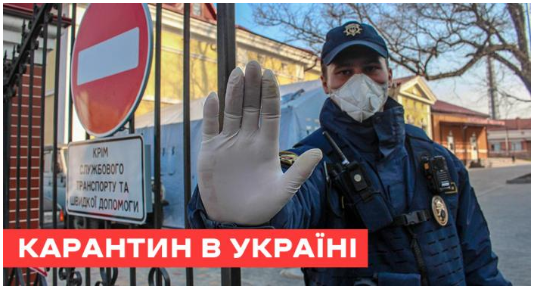 КРІМ
СЛУЖБОВОГО
ТРАНСПОРТУ ТА
ШВИДКОЇ ДОПОМОГИ
КАРАНТИН В УКРАЇНІ